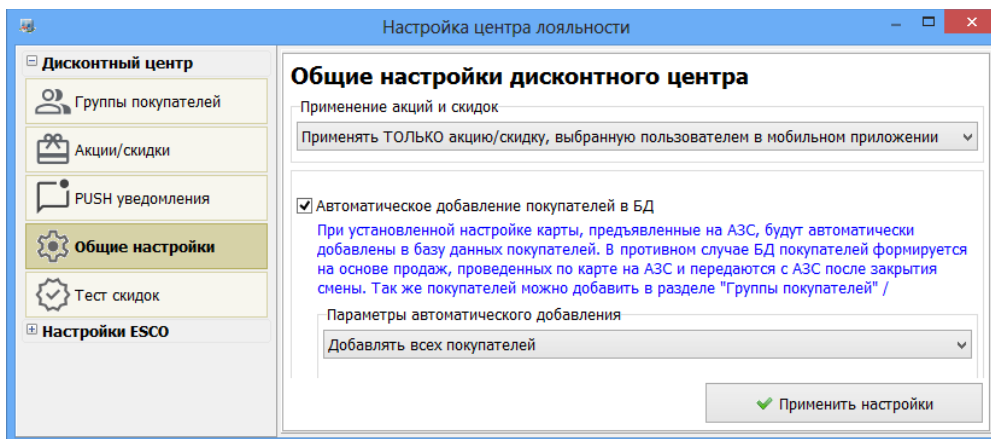 Настройка центра лояльности
Дисконтный центр
Группы покупателей
Акции/скидки
PUSH уведомления
Общие настройки
Тест скидок
Настройки ESCO
Общие настройки дисконтного центра
Применение акций и скидок
Применять ТОЛЬКО акцию/скидку, выбранную пользователем в мобильном приложении
Автоматическое добавление покупателей в БД
При установленной настройке карты, предъявленные на АЗС, будут автоматически
добавлены в базу данных покупателей. В противном случае БД покупателей формируется
на основе продаж, проведенных по карте на АЗС и передаются с АЗС после закрытия
смены. Так же покупателей можно добавить в разделе "Группы покупателей" /
Параметры автоматического добавления
Добавлять всех покупателей
Применить настройки